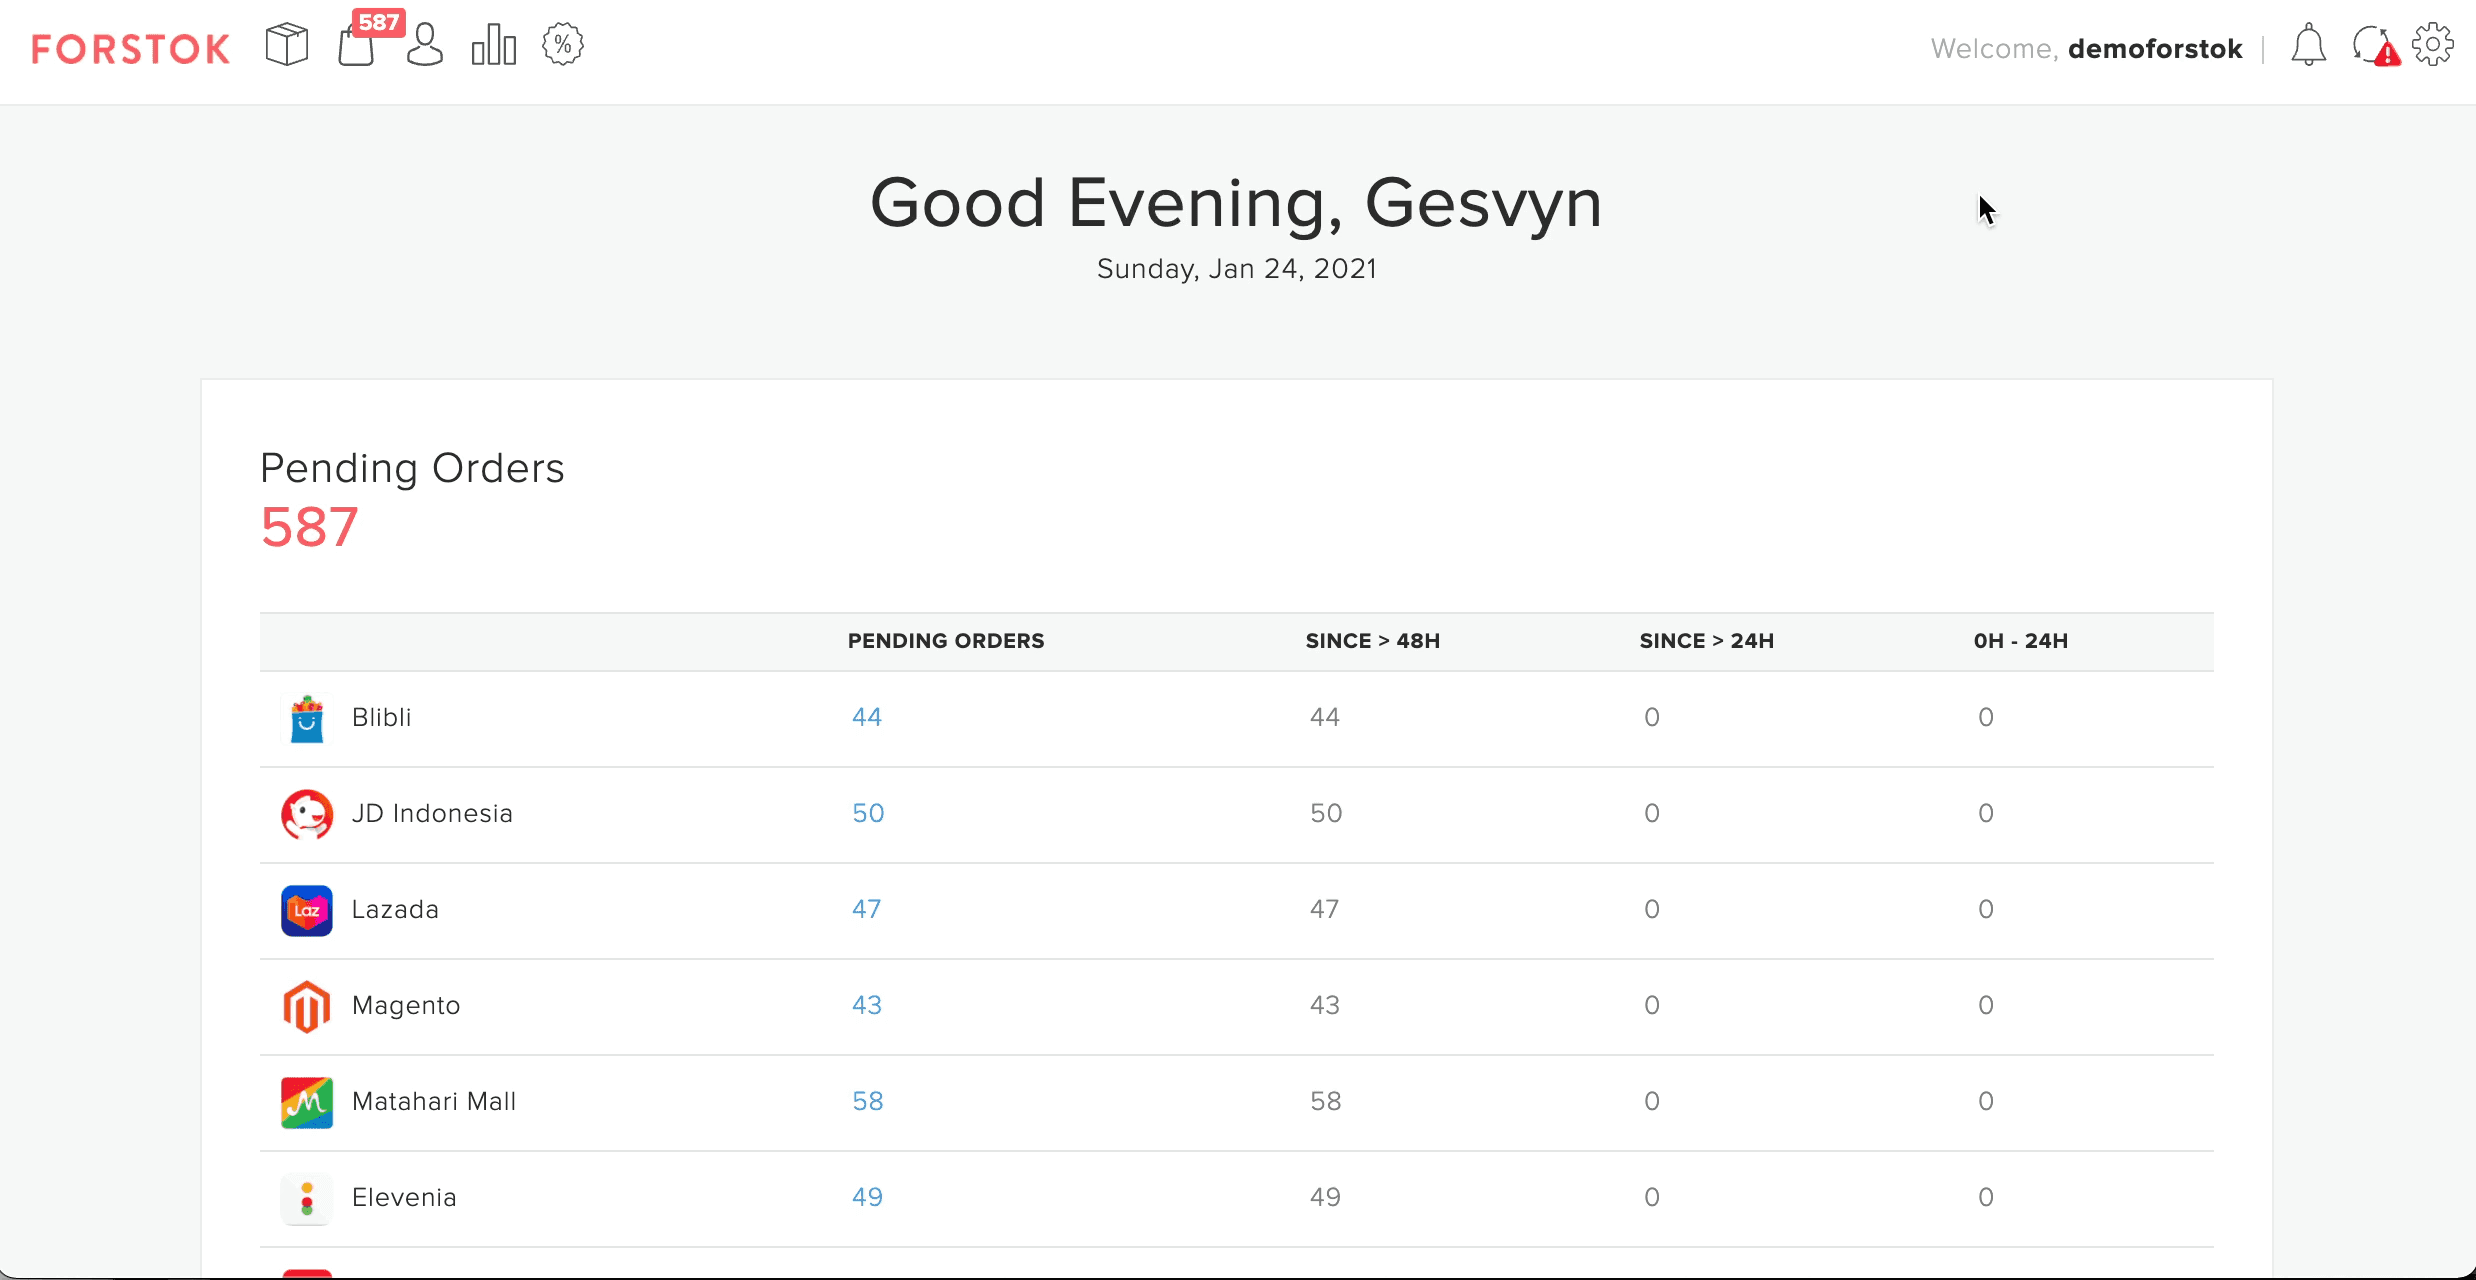 FORSTOK 587 % Welcome, demoforstok
Good Evening, Gesvyn
Sunday, Jan 24, 2021
Pending Orders
587
PENDING ORDERS SINCE > 48H SINCE > 24H 0H - 24H
Blibli 44 44 0 0
JD Indonesia 50 50 0 0
Laz Lazada 47 47 0 0
Magento 43 43 0 0
M Matahari Mall 58 58 0 0
Elevenia 49 49 0 0